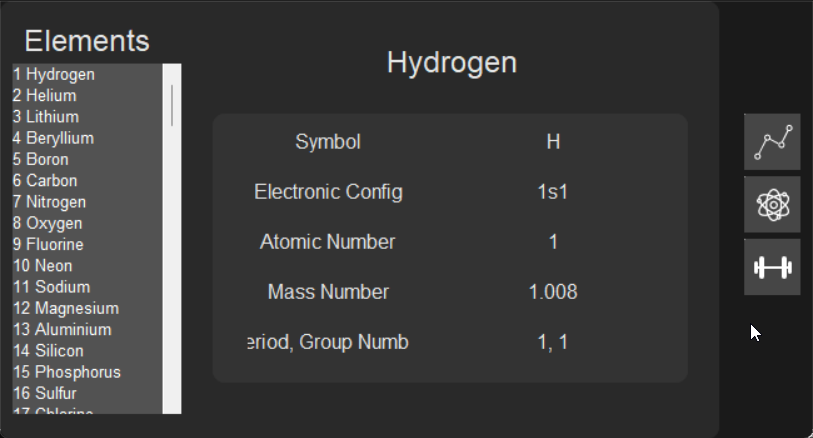 Elements
1 Hydrogen
2 Helium
3 Lithium
4 Beryllium
5 Boron
6 Carbon
7 Nitrogen
8 Oxygen
9 Fluorine
10 Neon
11 Sodium
12 Magnesium
13 Aluminium
14 Silicon
15 Phosphorus
16 Sulfur
17 Chlorine
Hydrogen
Symbol H
Electronic Config 1s1
Atomic Number 1
Mass Number 1.008
eriod, Group Numb 1, 1